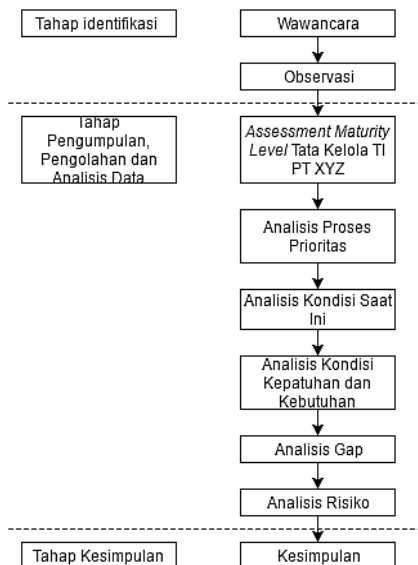 Tahap identifikasi
Wawancara
Observasi
Tahap
Pengumpulan,
Pengolahan dan
Analisis Data
Assessment Maturity
Level Tata Kelola TI
PT XYZ
Analisis Proses
Prioritas
Analisis Kondisi Saat
Ini
Analisis Kondisi
Kepatuhan dan
Kebutuhan
Analisis Gap
Analisis Risiko
Tahap Kesimpulan
Kesimpulan